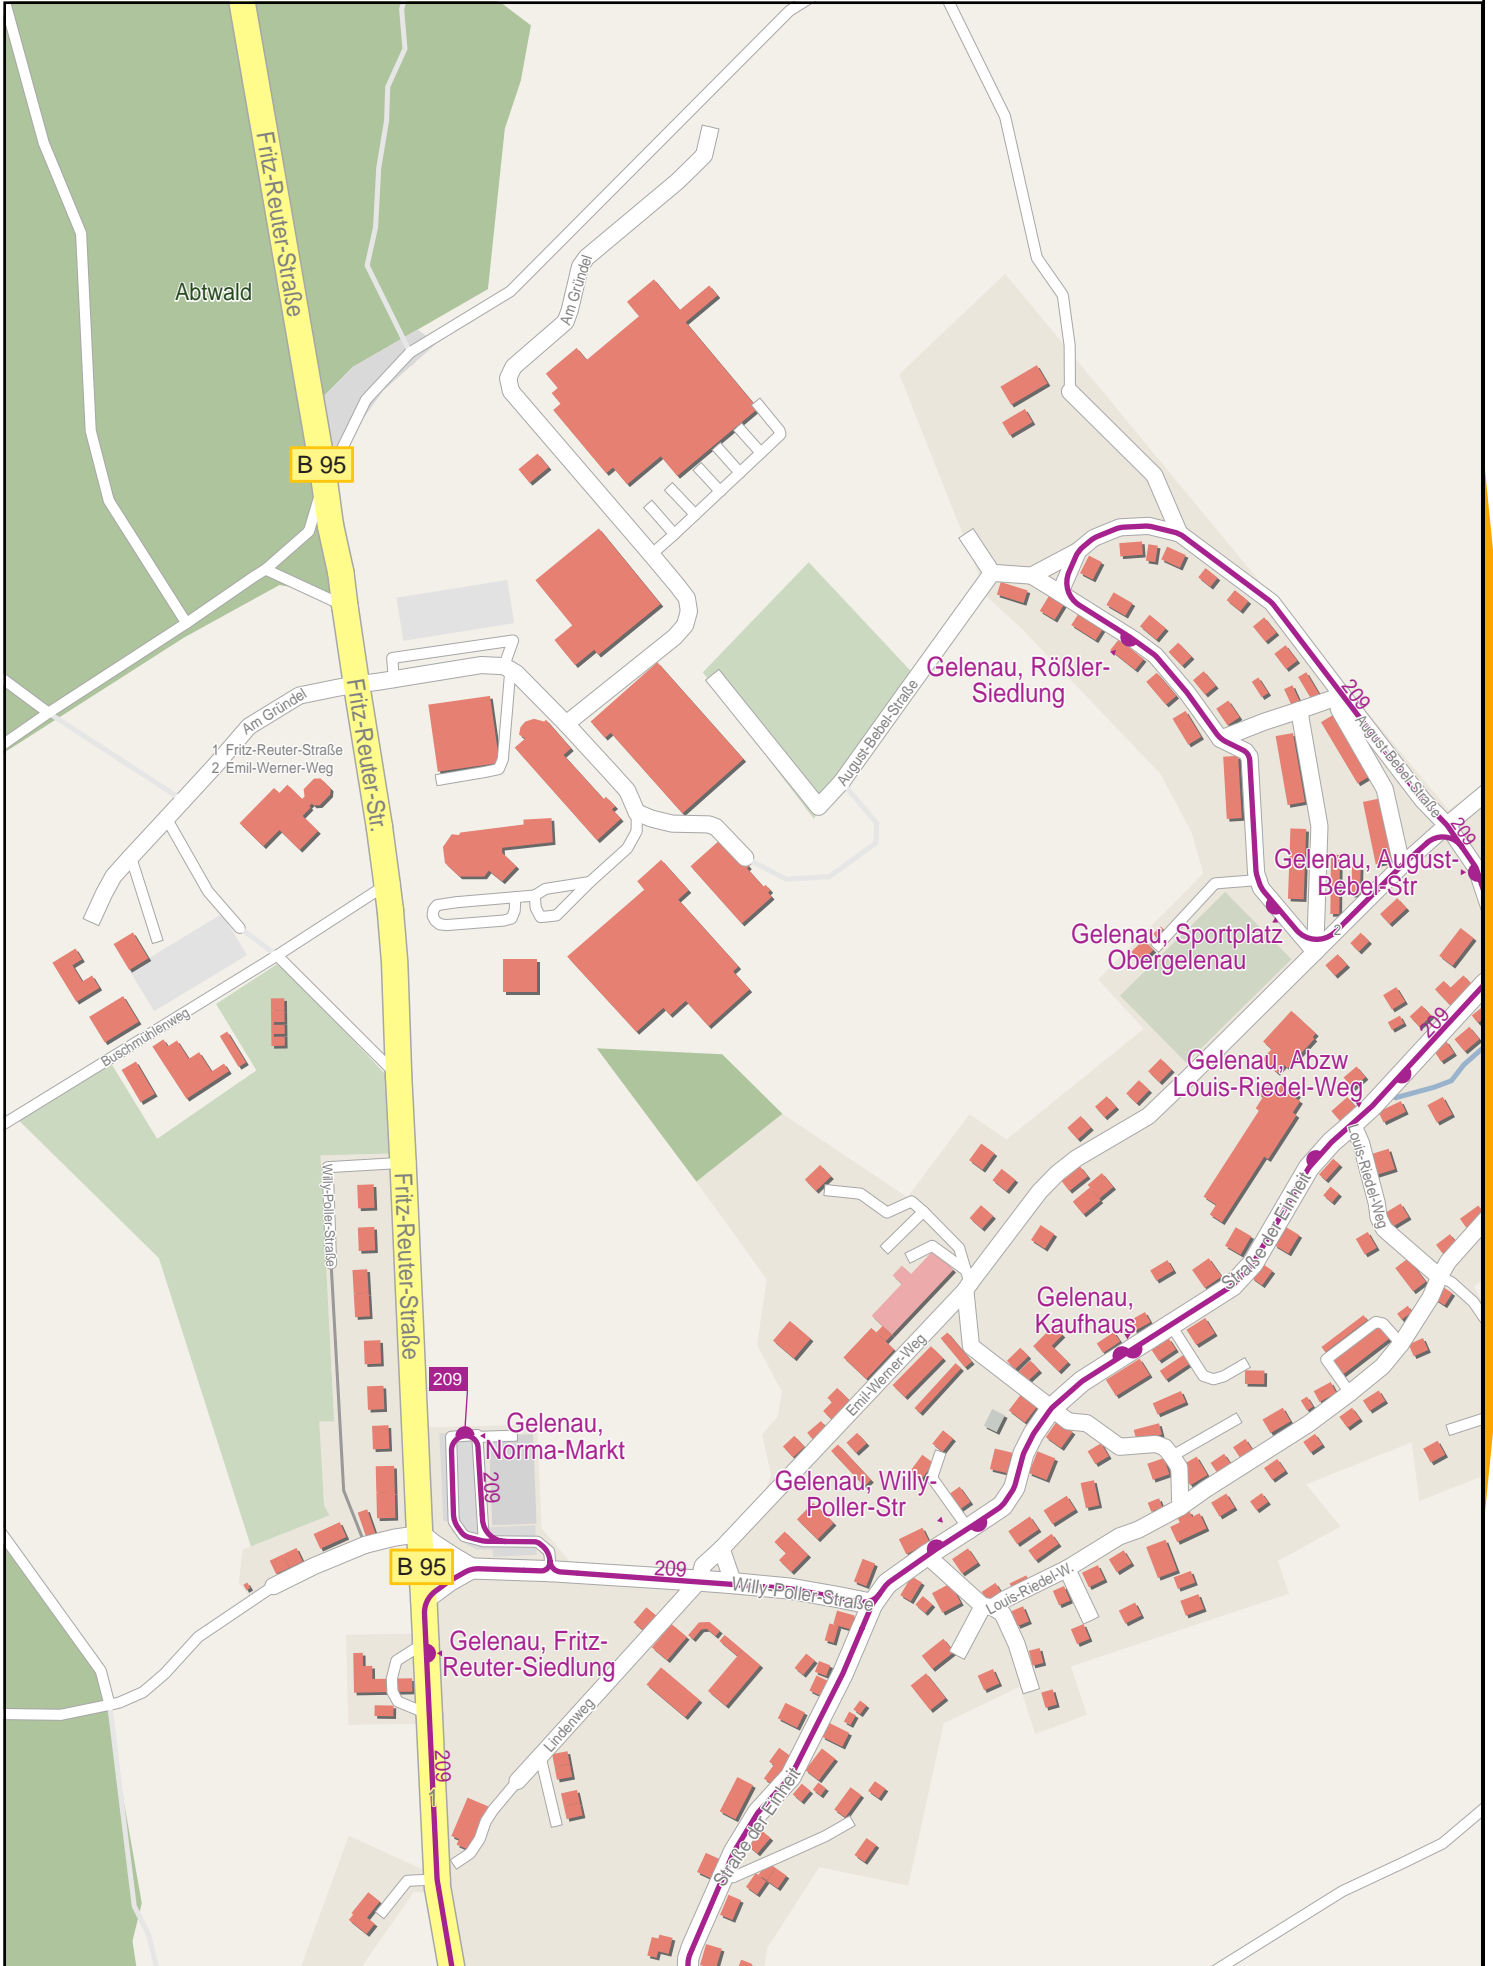 Fritz-Reuter-Straße
Abtwald
Am Gründel
B 95
Gelenau, Rößler-
Siedlung
209
August-Bebel-Straße
August-Bebel-Straße
Fritz-Reuter-Str.
Am Gründel
1 Fritz-Reuter-Straße
2 Emil-Werner-Weg
209
Gelenau, August-
Bebel-Str
Gelenau, Sportplatz
Obergelenau
2
Buschmühlenweg
209
Gelenau, Abzw
Louis-Riedel-Weg
Louis-Riedel-Weg
Willy-Poller-Straße
Fritz-Reuter-Straße
Straße der Einheit
Gelenau,
Kaufhaus
Emil-Werner-Weg
209
Gelenau,
Norma-Markt
209
Gelenau, Willy-
Poller-Str
B 95
209
Willy-Poller-Straße
Louis-Riedel-W.
Gelenau, Fritz-
Reuter-Siedlung
Lindenweg
209
1
Straße der Einheit